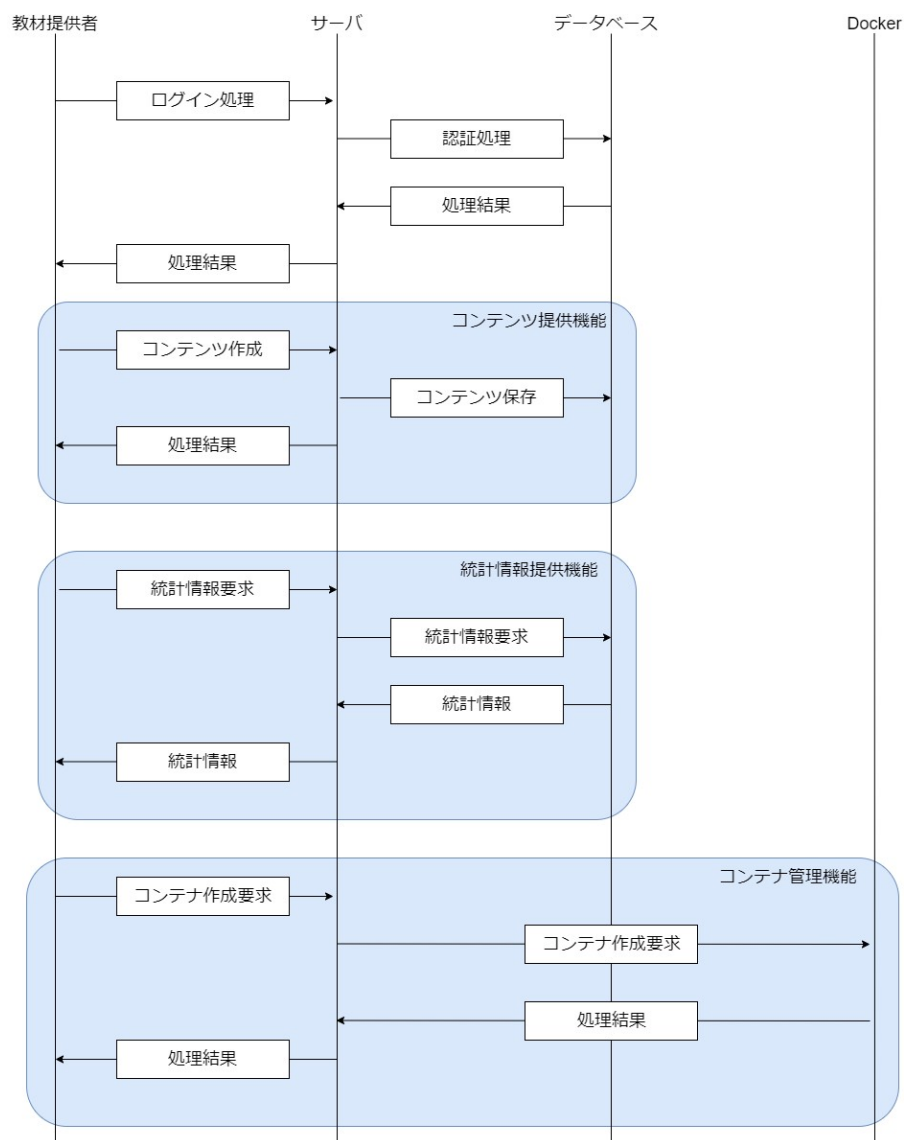 教材提供者
サーバ
データベース
Docker
ログイン処理
認証処理
処理結果
処理結果
コンテンツ提供機能
コンテンツ作成
コンテンツ保存
処理結果
統計情報提供機能
統計情報要求
統計情報要求
統計情報
統計情報
コンテナ管理機能
コンテナ作成要求
コンテナ作成要求
処理結果
処理結果